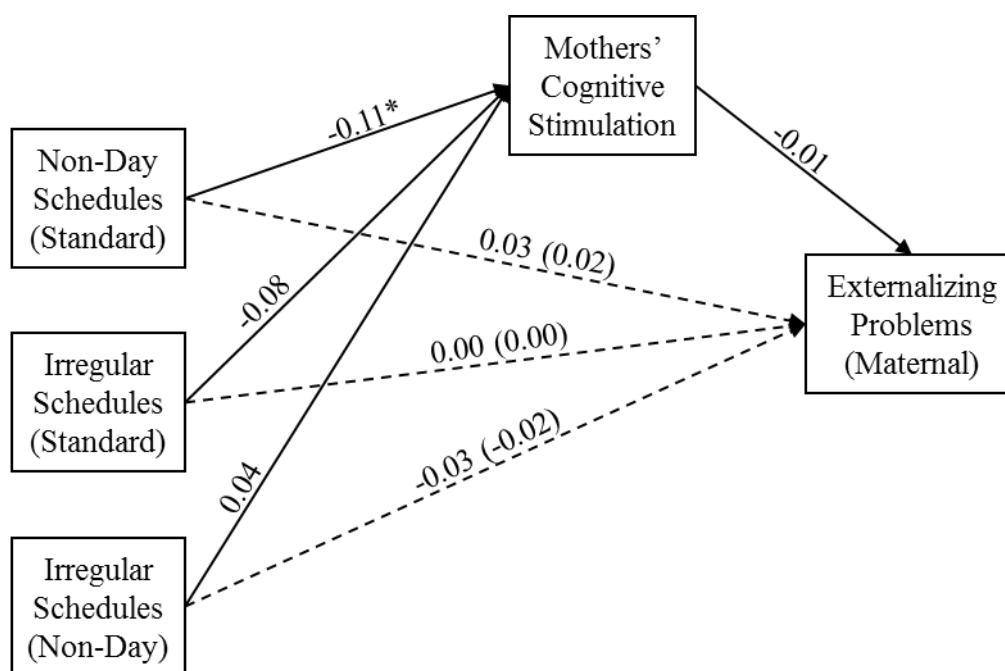 Mothers’
Cognitive
Stimulation
-0.11*
-0.01
Non-Day
Schedules
(Standard)
0.03 (0.02)
Externalizing
Problems
(Maternal)
-0.08
0.00 (0.00)
Irregular
Schedules
(Standard)
-0.03 (-0.02)
0.04
Irregular
Schedules
(Non-Day)